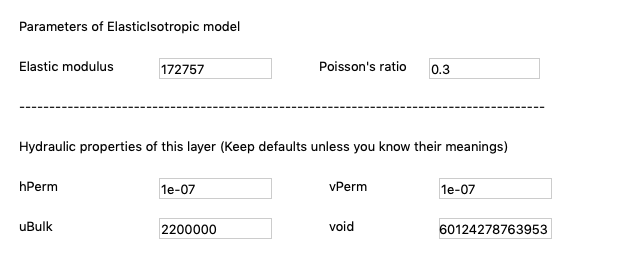 Parameters of ElasticIsotropic model
Elastic modulus 172757 Poisson's ratio 0.3
----------------------------------------------------------------------------------------
Hydraulic properties of this layer (Keep defaults unless you know their meanings)
hPerm 1e-07 vPerm 1e-07
uBulk 2200000 void 60124278763953